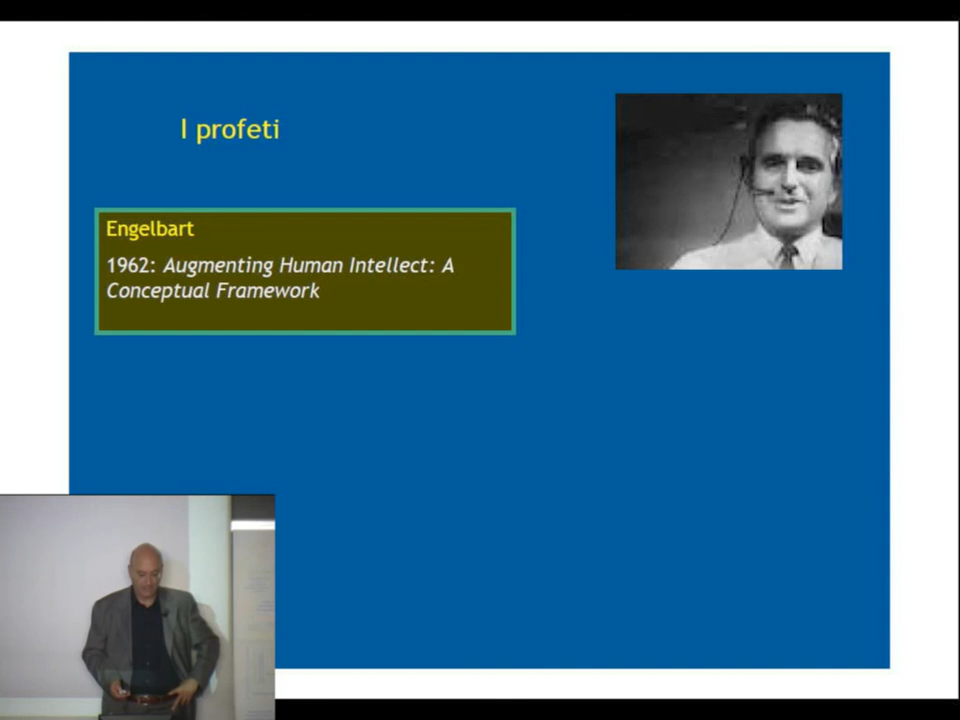 I profeti
Engelbart
1962: Augmenting Human Intellect: A
Conceptual Framework